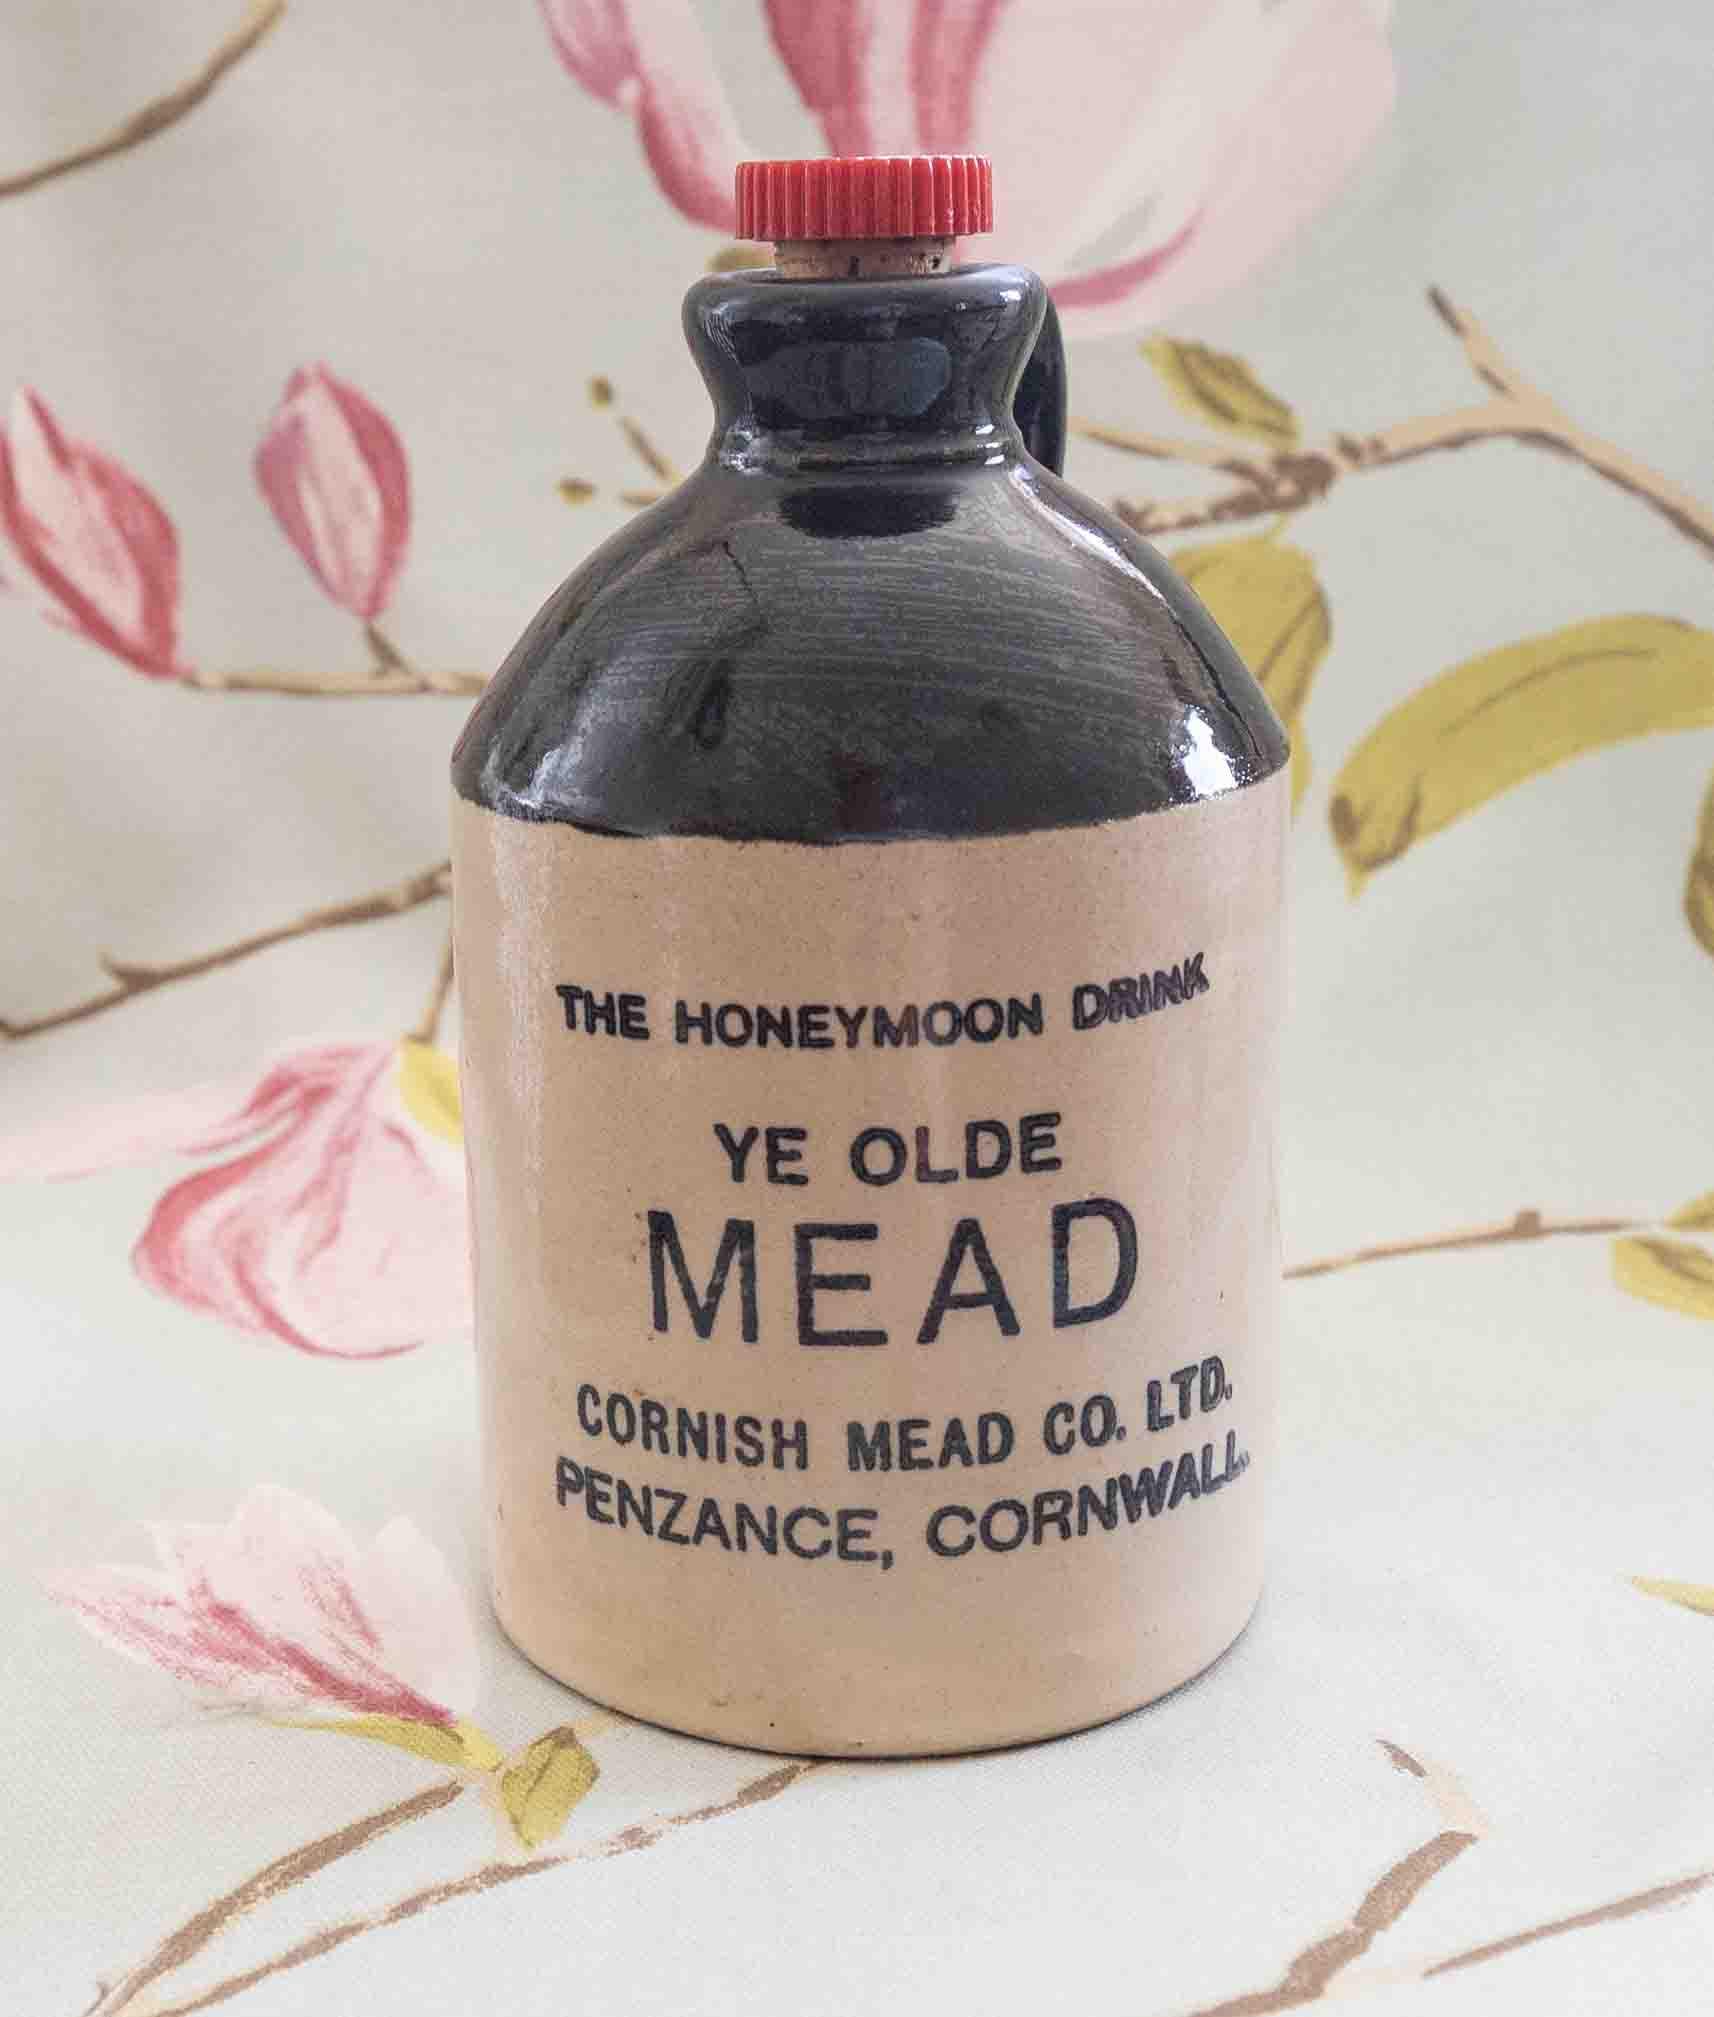 THE HONEYMOON DRINK
YE OLDE
MEAD
CORNISH MEAD CO. LTD.
PENZANCE, CORNWALL.